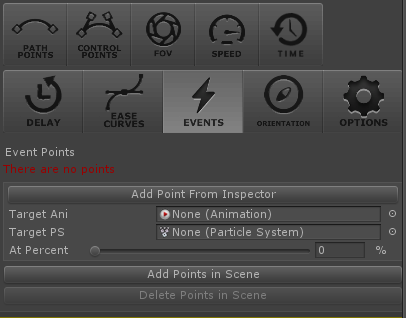 PATH POINTS
CONTROL POINTS
FOV
SPEED
TIME
DELAY
EASE CURVES
EVENTS
ORIENTATION
OPTIONS
Event Points
There are no points
Add Point From Inspector
Target Ani None (Animation)
Target PS None (Particle System)
At Percent 0 %
Add Points in Scene
Delete Points in Scene